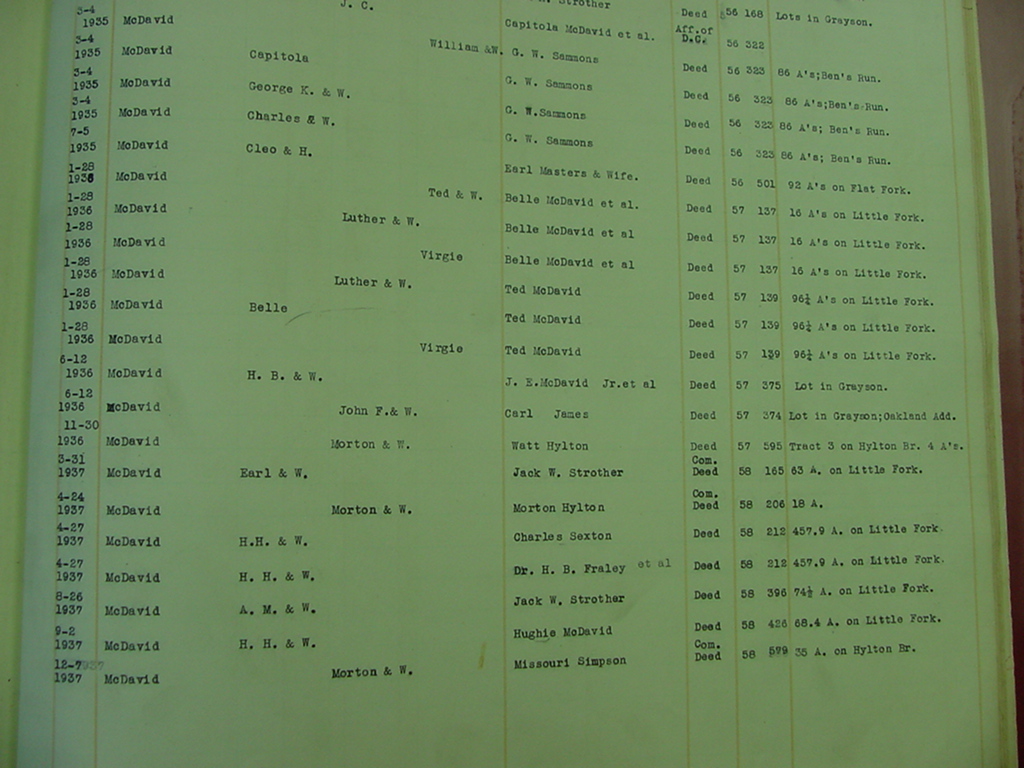 Strother Deed 56 168 Lots in Grayson.
J. C. Capitola McDavid et al. Aff.of D.C. 56 322
3-4
1935 McDavid William &W. G. W. Sammons Deed 56 323 86 A's;Ben's Run.
3-4
1935 McDavid Capitola G. W. Sammons Deed 56 323 86 A's;Ben's Run.
3-4
1935 McDavid George K. & W. G. W.Sammons Deed 56 323 86 A's; Ben's Run.
3-4
1935 McDavid Charles & W. G. W. Sammons Deed 56 323 86 A's; Ben's Run.
7-5
1935 McDavid Cleo & H. Earl Masters & Wife. Deed 56 501 92 A's on Flat Fork.
1-28
1936 McDavid Ted & W. Belle McDavid et al. Deed 57 137 16 A's on Little Fork.
1-28
1936 McDavid Luther & W. Belle McDavid et al Deed 57 137 16 A's on Little Fork.
1-28
1936 McDavid Virgie Belle McDavid et al Deed 57 137 16 A's on Little Fork.
1-28
1936 McDavid Luther & W. Ted McDavid Deed 57 139 96¼ A's on Little Fork.
1-28
1936 McDavid Belle Ted McDavid Deed 57 139 96¼ A's on Little Fork.
1-28
1936 McDavid Virgie Ted McDavid Deed 57 139 96¼ A's on Little Fork.
6-12
1936 McDavid H. B. & W. J. E.McDavid Jr.et al Deed 57 375 Lot in Grayson.
6-12
1936 McDavid John F.& W. Carl James Deed 57 374 Lot in Grayson;Oakland Add.
11-30
1936 McDavid Morton & W. Watt Hylton Deed 57 595 Tract 3 on Hylton Br. 4 A's.
3-31 Com.
1937 McDavid Earl & W. Jack W. Strother Deed 58 165 63 A. on Little Fork.
4-24 Com.
1937 McDavid Morton & W. Morton Hylton Deed 58 206 18 A.
4-27
1937 McDavid H.H. & W. Charles Sexton Deed 58 212 457.9 A. on Little Fork.
4-27
1937 McDavid H. H. & W. Dr. H. B. Fraley et al Deed 58 212 457.9 A. on Little Fork.
8-26
1937 McDavid A. M. & W. Jack W. Strother Deed 58 396 74½ A. on Little Fork.
9-2
1937 McDavid H. H. & W. Hughie McDavid Deed 58 426 68.4 A. on Little Fork.
12-7 Com.
1937 McDavid Morton & W. Missouri Simpson Deed 58 579 35 A. on Hylton Br.